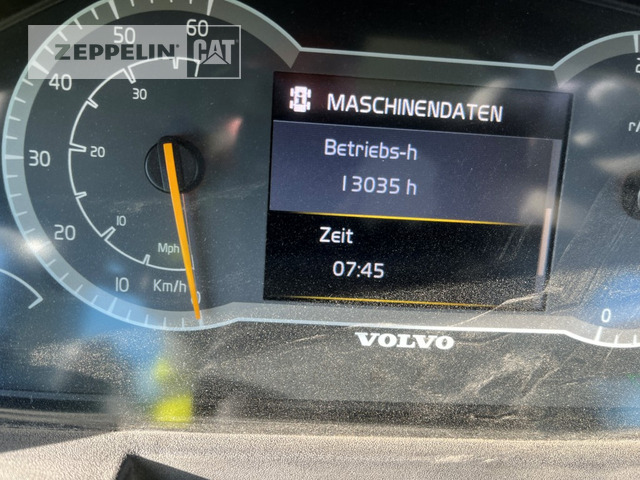 ZEPPELIN CAT
MASCHINENDATEN
Betriebs-h
13035 h
Zeit
07:45
VOLVO
60
50
40
30
20
10
Km/h
0
30
20
10
Mph
0